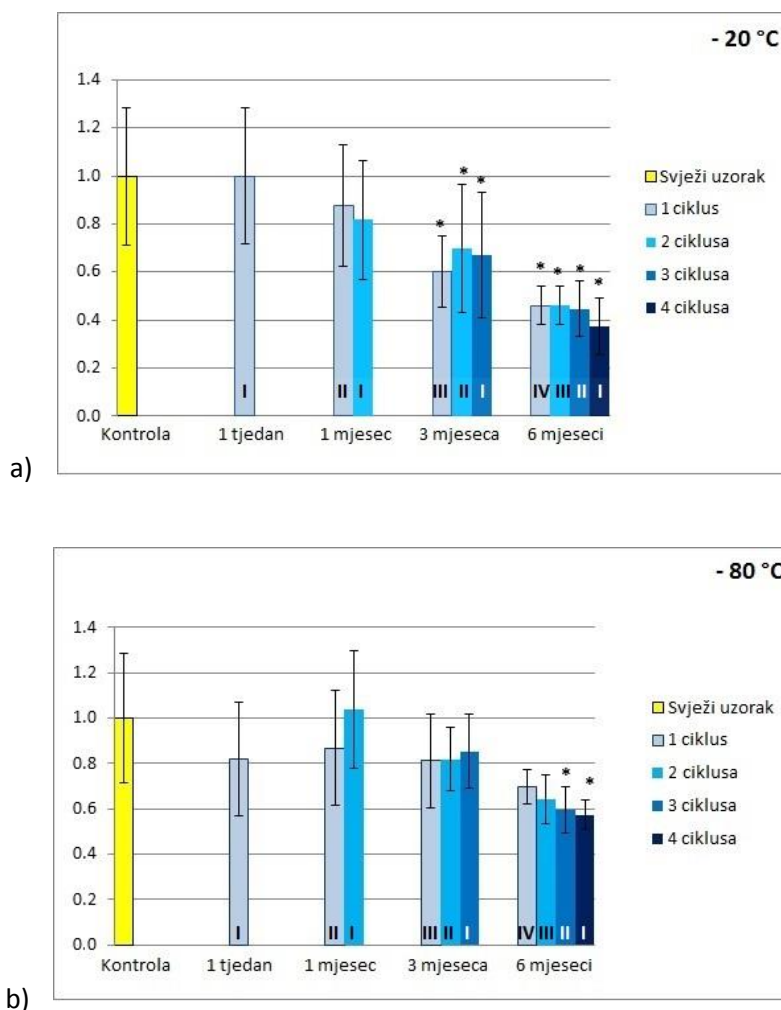 - 20 °C
1.4
1.2
1.0
0.8
0.6
0.4
0.2
0.0
* * * * * * *
I II I III II I IV III II I
Kontrola 1 tjedan 1 mjesec 3 mjeseca 6 mjeseci
Svježi uzorak
1 ciklus
2 ciklusa
3 ciklusa
4 ciklusa
a)
- 80 °C
1.4
1.2
1.0
0.8
0.6
0.4
0.2
0.0
* *
I II I III II I IV III II I
Kontrola 1 tjedan 1 mjesec 3 mjeseca 6 mjeseci
Svježi uzorak
1 ciklus
2 ciklusa
3 ciklusa
4 ciklusa
b)